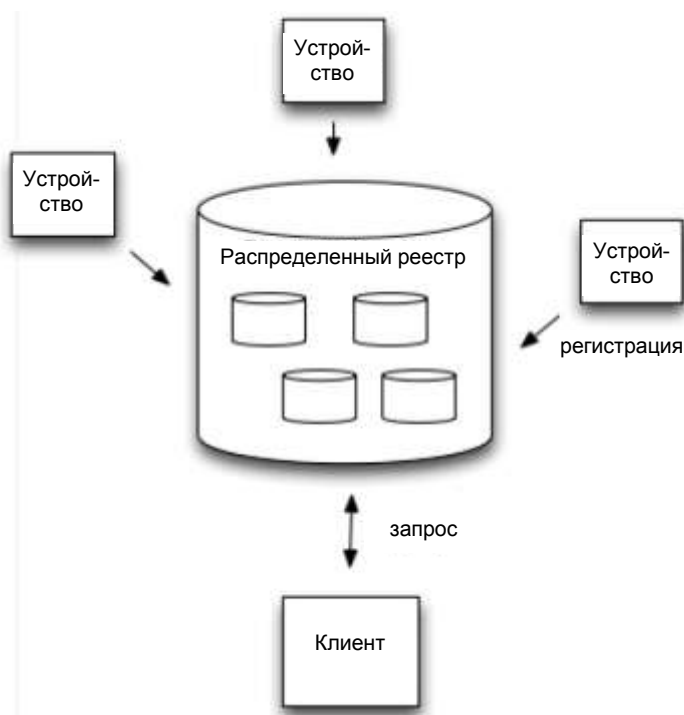 Устрой-
ство
Устрой-
ство
Распределенный реестр
Устрой-
ство
регистрация
запрос
Клиент